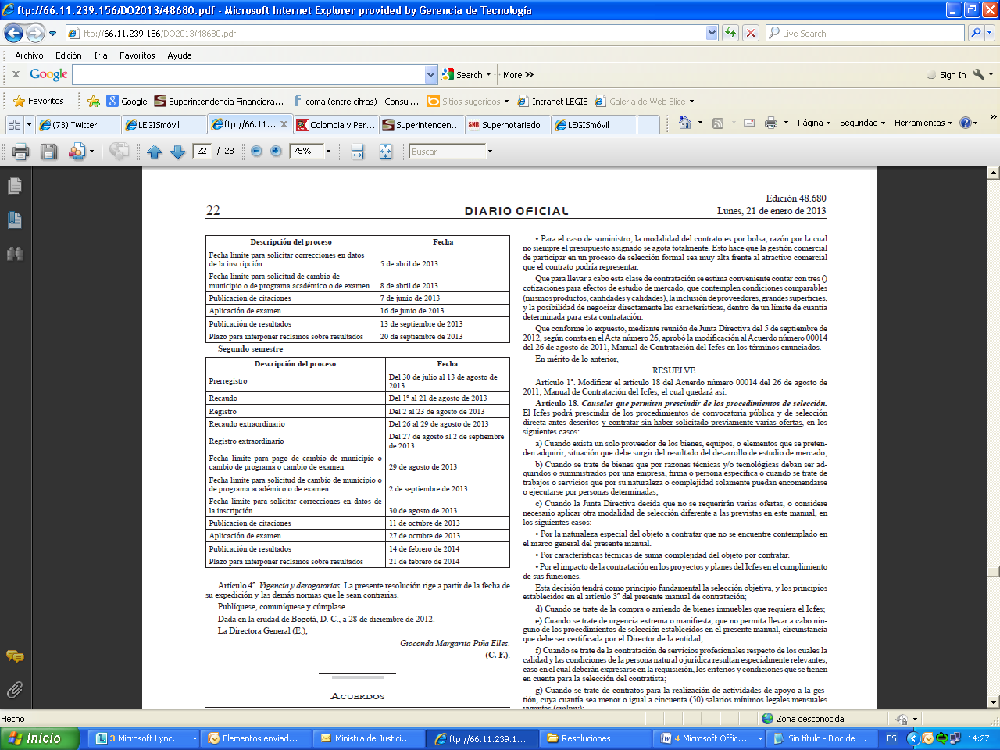 ftp://66.11.239.156/DO2013/48680.pdf - Microsoft Internet Explorer provided by Gerencia de Tecnología
ftp://66.11.239.156/DO2013/48680.pdf
Live Search
Archivo Edición Ir a Favoritos Ayuda
x Google Search More >> Sign In
Favoritos Google Superintendencia Financiera... coma (entre cifras) - Consul... Sitios sugeridos Intranet LEGIS Galería de Web Slice
(73) Twitter LEGISmóvil ftp://66.11... Colombia y Per... Superintenden... SNR Supernotariado LEGISmóvil Página Seguridad Herramientas
22 / 28 75% Buscar
Edición 48.680
22 DIARIO OFICIAL Lunes, 21 de enero de 2013
Descripción del proceso Fecha
Fecha límite para solicitar correcciones en datos
de la inscripción 5 de abril de 2013
Fecha límite para solicitud de cambio de
municipio o de programa académico o de examen 8 de abril de 2013
Publicación de citaciones 7 de junio de 2013
Aplicación de examen 16 de junio de 2013
Publicación de resultados 13 de septiembre de 2013
Plazo para interponer reclamos sobre resultados 20 de septiembre de 2013
Segundo semestre
Descripción del proceso Fecha
Prerregistro Del 30 de julio al 13 de agosto de
2013
Recaudo Del 1° al 21 de agosto de 2013
Registro Del 2 al 23 de agosto de 2013
Recaudo extraordinario Del 26 al 29 de agosto de 2013
Registro extraordinario Del 27 de agosto al 2 de septiembre
de 2013
Fecha límite para pago de cambio de municipio o
cambio de programa o cambio de examen 29 de agosto de 2013
Fecha límite para solicitud de cambio de municipio o
de programa académico o de examen 2 de septiembre de 2013
Fecha límite para solicitar correcciones en datos de
la inscripción 30 de agosto de 2013
Publicación de citaciones 11 de octubre de 2013
Aplicación de examen 27 de octubre de 2013
Publicación de resultados 14 de febrero de 2014
Plazo para interponer reclamos sobre resultados 21 de febrero de 2014
Artículo 4°. Vigencia y derogatorias. La presente resolución rige a partir de la fecha de
su expedición y las demás normas que le sean contrarias.
Publíquese, comuníquese y cúmplase.
Dada en la ciudad de Bogotá, D. C., a 28 de diciembre de 2012.
La Directora General (E.),
Gioconda Margarita Piña Elles.
(C. F.).
ACUERDOS
• Para el caso de suministro, la modalidad del contrato es por bolsa, razón por la cual
no siempre el presupuesto asignado se agota totalmente. Esto hace que la gestión comercial
de participar en un proceso de selección formal sea muy alta frente al atractivo comercial
que el contrato podría representar.
Que para llevar a cabo esta clase de contratación se estima conveniente contar con tres ()
cotizaciones para efectos de estudio de mercado, que contemplen condiciones comparables
(mismos productos, cantidades y calidades), la inclusión de proveedores, grandes superficies,
y la posibilidad de negociar directamente las características, dentro de un límite de cuantía
determinada para esta contratación.
Que conforme lo expuesto, mediante reunión de Junta Directiva del 5 de septiembre de
2012, según consta en el Acta número 26, aprobó la modificación al Acuerdo número 00014
del 26 de agosto de 2011, Manual de Contratación del Icfes en los términos enunciados.
En mérito de lo anterior,
RESUELVE:
Artículo 1°. Modificar el artículo 18 del Acuerdo número 00014 del 26 de agosto de
2011, Manual de Contratación del Icfes, el cual quedará así:
Artículo 18. Causales que permiten prescindir de los procedimientos de selección.
El Icfes podrá prescindir de los procedimientos de convocatoria pública y de selección
directa antes descritos y contratar sin haber solicitado previamente varias ofertas, en los
siguientes casos:
a) Cuando exista un solo proveedor de los bienes, equipos, o elementos que se preten-
den adquirir, situación que debe surgir del resultado del desarrollo de estudio de mercado;
b) Cuando se trate de bienes que por razones técnicas y/o tecnológicas deban ser ad-
quiridos o suministrados por una empresa, firma o persona específica o cuando se trate de
trabajos o servicios que por su naturaleza o complejidad solamente puedan encomendarse
o ejecutarse por personas determinadas;
c) Cuando la Junta Directiva decida que no se requerirán varias ofertas, o considere
necesario aplicar otra modalidad de selección diferente a las previstas en este manual, en
los siguientes casos:
• Por la naturaleza especial del objeto a contratar que no se encuentre contemplado en
el marco general del presente manual.
• Por características técnicas de suma complejidad del objeto por contratar.
• Por el impacto de la contratación en los proyectos y planes del Icfes en el cumplimiento
de sus funciones.
Esta decisión tendrá como principio fundamental la selección objetiva, y los principios
establecidos en el artículo 3° del presente manual de contratación;
d) Cuando se trate de la compra o arriendo de bienes inmuebles que requiera el Icfes;
e) Cuando se trate de urgencia extrema o manifiesta, que no permita llevar a cabo nin-
guno de los procedimientos de selección establecidos en el presente manual, circunstancia
que debe ser certificada por el Director de la entidad;
f) Cuando se trate de la contratación de servicios profesionales respecto de los cuales la
calidad y las condiciones de la persona natural o jurídica resultan especialmente relevantes,
caso en el cual deberán expresarse en la requisición, los criterios y condiciones que se tienen
en cuenta para la selección del contratista;
g) Cuando se trate de contratos para la realización de actividades de apoyo a la ges-
tión, cuya cuantía sea menor o igual a cincuenta (50) salarios mínimos legales mensuales
vigentes (smlmv);
Hecho Zona desconocida
Inicio 3 Microsoft Lync... Elementos enviad... Ministra de Justici... ftp://66.11.239.1... Resoluciones 4 Microsoft Offic... Sin título - Bloc de ... ES 14:27